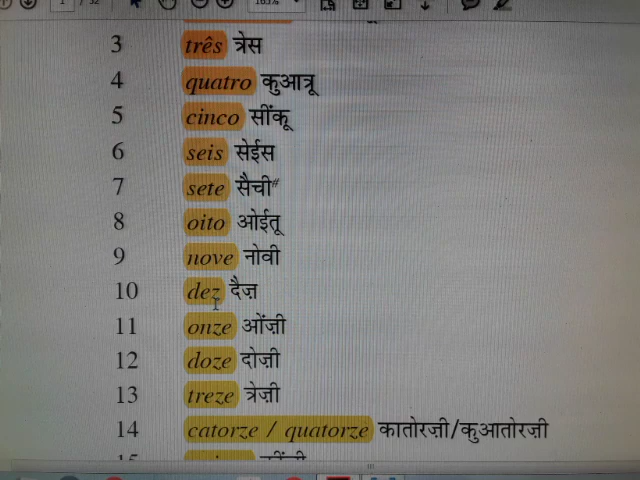 3 três त्रेस
4 quatro कुआत्रू
5 cinco सींकू
6 seis सेईस
7 sete सैची#
8 oito ओईतू
9 nove नोवी
10 dez दैज़
11 onze ओंज़ी
12 doze दोज़ी
13 treze त्रेज़ी
14 catorze / quatorze कातोरज़ी/कुआतोरज़ी